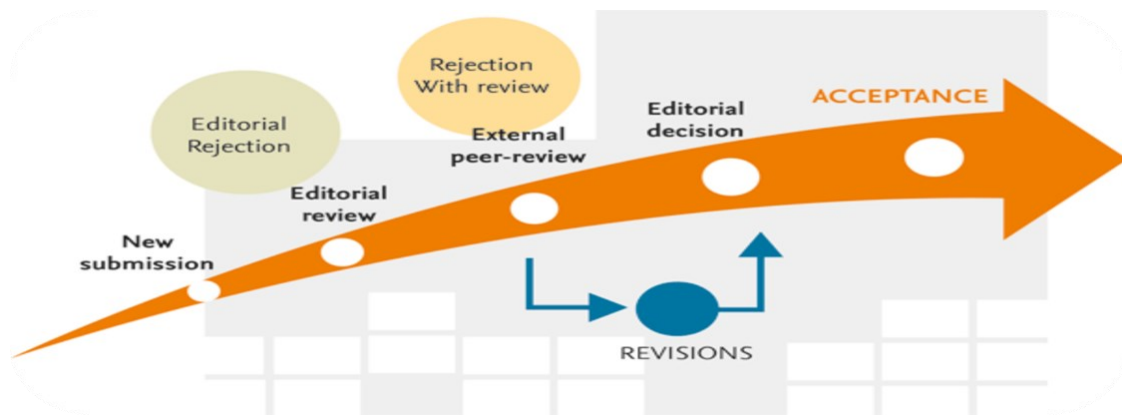 Rejection
With review
Editorial
Rejection
ACCEPTANCE
Editorial
decision
External
peer-review
Editorial
review
New
submission
REVISIONS